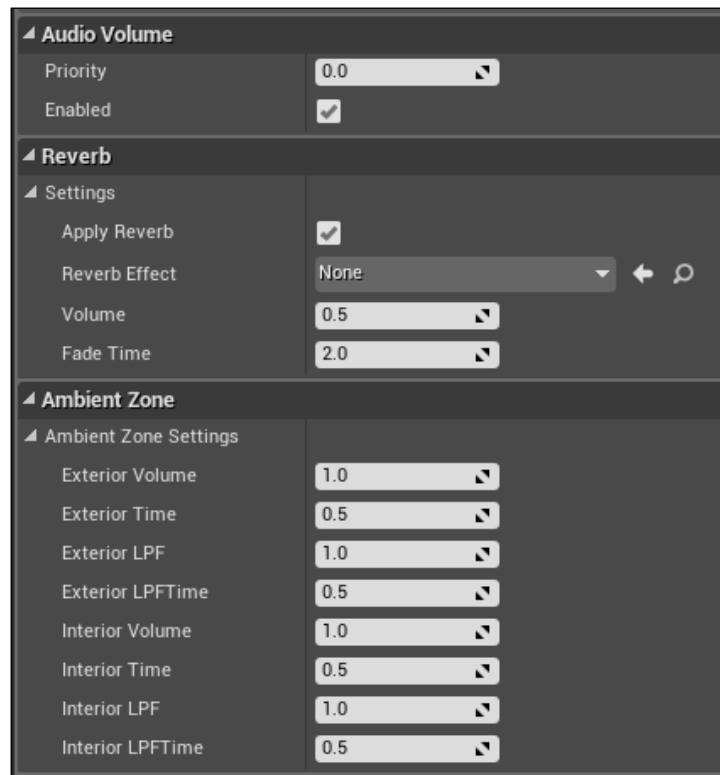 Audio Volume
Priority 0.0
Enabled
Reverb
Settings
Apply Reverb
Reverb Effect None
Volume 0.5
Fade Time 2.0
Ambient Zone
Ambient Zone Settings
Exterior Volume 1.0
Exterior Time 0.5
Exterior LPF 1.0
Exterior LPFTime 0.5
Interior Volume 1.0
Interior Time 0.5
Interior LPF 1.0
Interior LPFTime 0.5